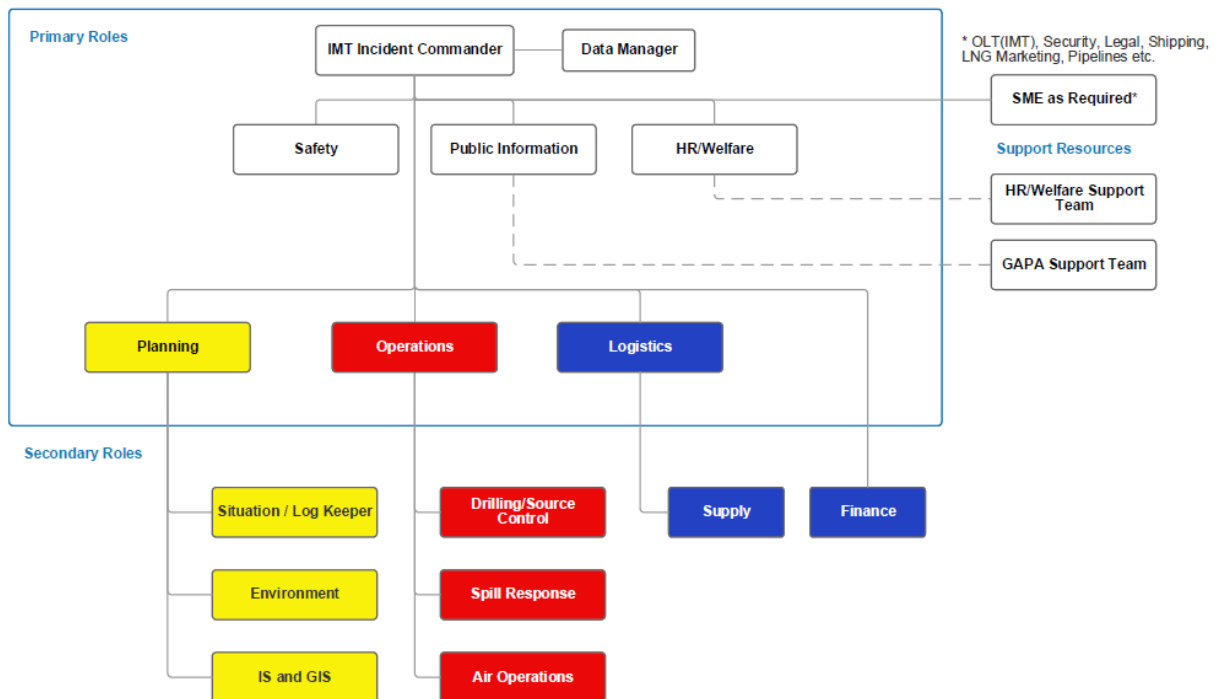 Primary Roles
IMT Incident Commander
Data Manager
* OLT(IMT), Security, Legal, Shipping,
LNG Marketing, Pipelines etc.
SME as Required*
Safety
Public Information
HR/Welfare
Support Resources
HR/Welfare Support
Team
GAPA Support Team
Planning
Operations
Logistics
Secondary Roles
Situation / Log Keeper
Drilling/Source
Control
Supply
Finance
Environment
Spill Response
IS and GIS
Air Operations